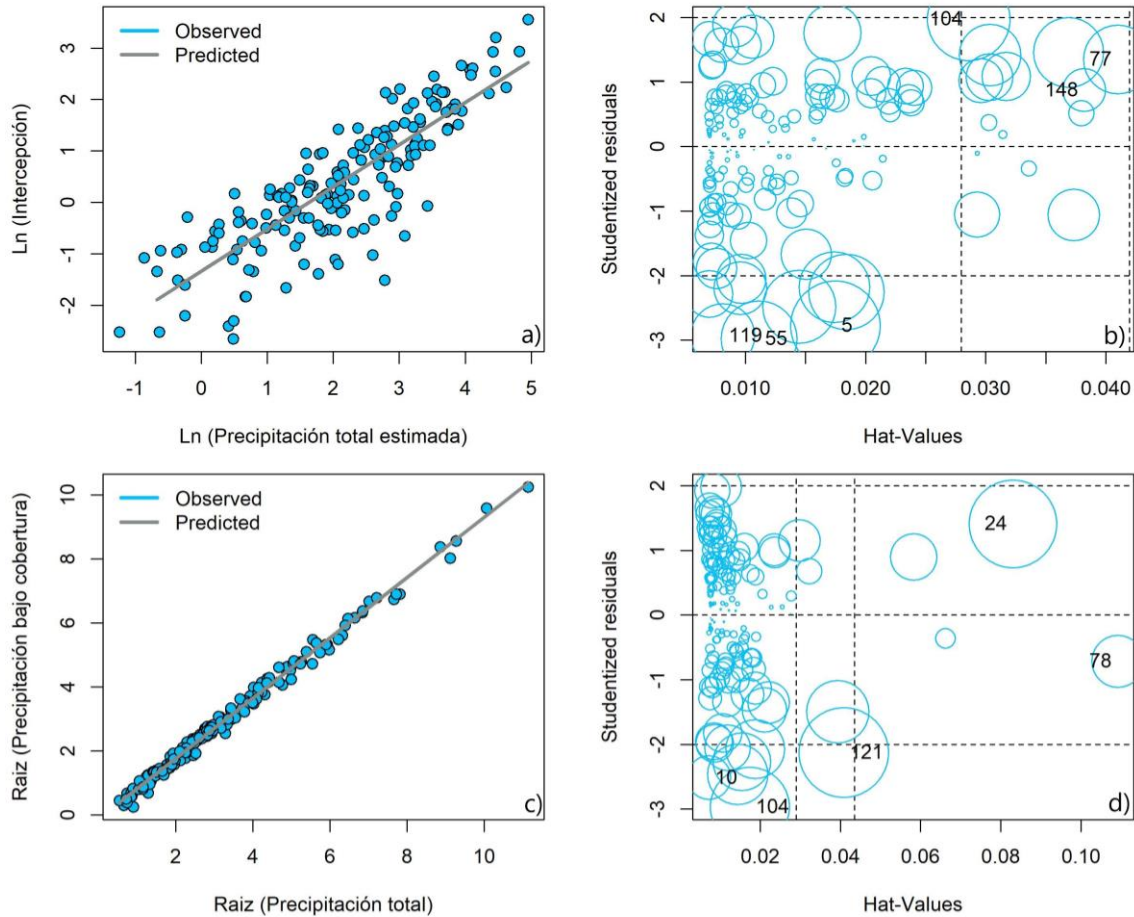 Observed
Predicted
3
2
1
0
-1
-2
Ln (Intercepción)
a)
-1 0 1 2 3 4 5
Ln (Precipitación total estimada)
2
1
0
-1
-2
-3
Studentized residuals
104
77
148
119
55
5
b)
0.010 0.020 0.030 0.040
Hat-Values
Observed
Predicted
10
8
6
4
2
0
Raiz (Precipitación bajo cobertura)
c)
2 4 6 8 10
Raiz (Precipitación total)
2
1
0
-1
-2
-3
Studentized residuals
24
78
121
10
104
d)
0.02 0.04 0.06 0.08 0.10
Hat-Values